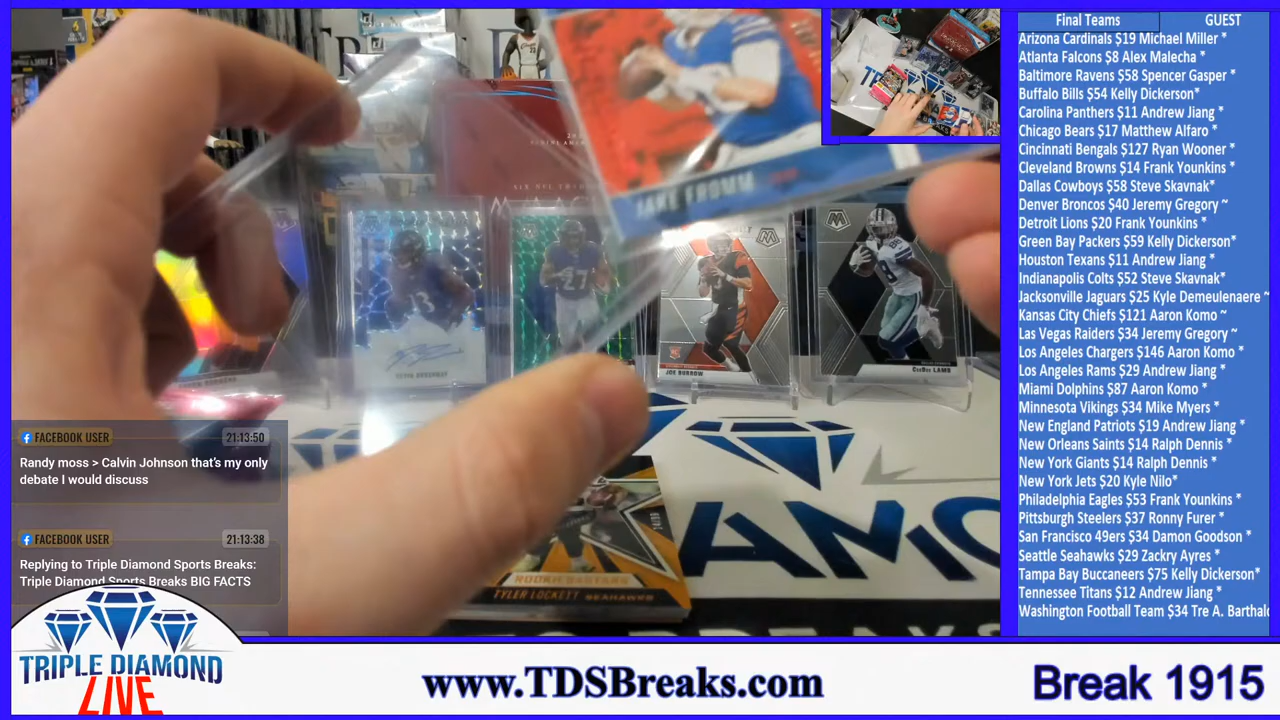 Final Teams GUEST
Arizona Cardinals $19 Michael Miller *
Atlanta Falcons $8 Alex Malecha *
Baltimore Ravens $58 Spencer Gasper *
Buffalo Bills $54 Kelly Dickerson*
Carolina Panthers $11 Andrew Jiang *
Chicago Bears $17 Matthew Alfaro *
Cincinnati Bengals $127 Ryan Wooner *
Cleveland Browns $14 Frank Younkins *
Dallas Cowboys $58 Steve Skavnak*
Denver Broncos $40 Jeremy Gregory ~
Detroit Lions $20 Frank Younkins *
Green Bay Packers $59 Kelly Dickerson*
Houston Texans $11 Andrew Jiang *
Indianapolis Colts $52 Steve Skavnak*
Jacksonville Jaguars $25 Kyle Demeulenaere ~
Kansas City Chiefs $121 Aaron Komo ~
Las Vegas Raiders $34 Jeremy Gregory ~
Los Angeles Chargers $146 Aaron Komo *
Los Angeles Rams $29 Andrew Jiang *
Miami Dolphins $87 Aaron Komo *
Minnesota Vikings $34 Mike Myers *
New England Patriots $19 Andrew Jiang *
New Orleans Saints $14 Ralph Dennis *
New York Giants $14 Ralph Dennis *
New York Jets $20 Kyle Nilo*
Philadelphia Eagles $53 Frank Younkins *
Pittsburgh Steelers $37 Ronny Furer *
San Francisco 49ers $34 Damon Goodson *
Seattle Seahawks $29 Zackry Ayres *
Tampa Bay Buccaneers $75 Kelly Dickerson*
Tennessee Titans $12 Andrew Jiang *
Washington Football Team $34 Tre A. Barthalo
JAKE FROMM
JOE BURROW
CeeDee LAMB
ROOKIE
TYLER LOCKETT SEAHAWKS
AMO
FACEBOOK USER 21:13:50
Randy moss > Calvin Johnson that's my only
debate I would discuss
FACEBOOK USER 21:13:38
Replying to Triple Diamond Sports Breaks:
Triple Diamond Sports Breaks BIG FACTS
TRIPLE DIAMOND
LIVE
www.TDSBreaks.com
Break 1915